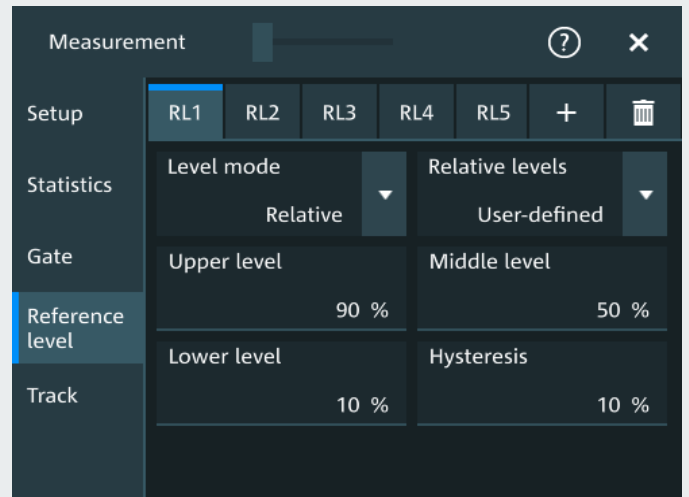 Measurement ?
Setup
RL1 RL2 RL3 RL4 RL5 +
Statistics
Level mode
Relative
Relative levels
User-defined
Gate
Upper level
90 %
Middle level
50 %
Reference
level
Lower level
10 %
Hysteresis
10 %
Track